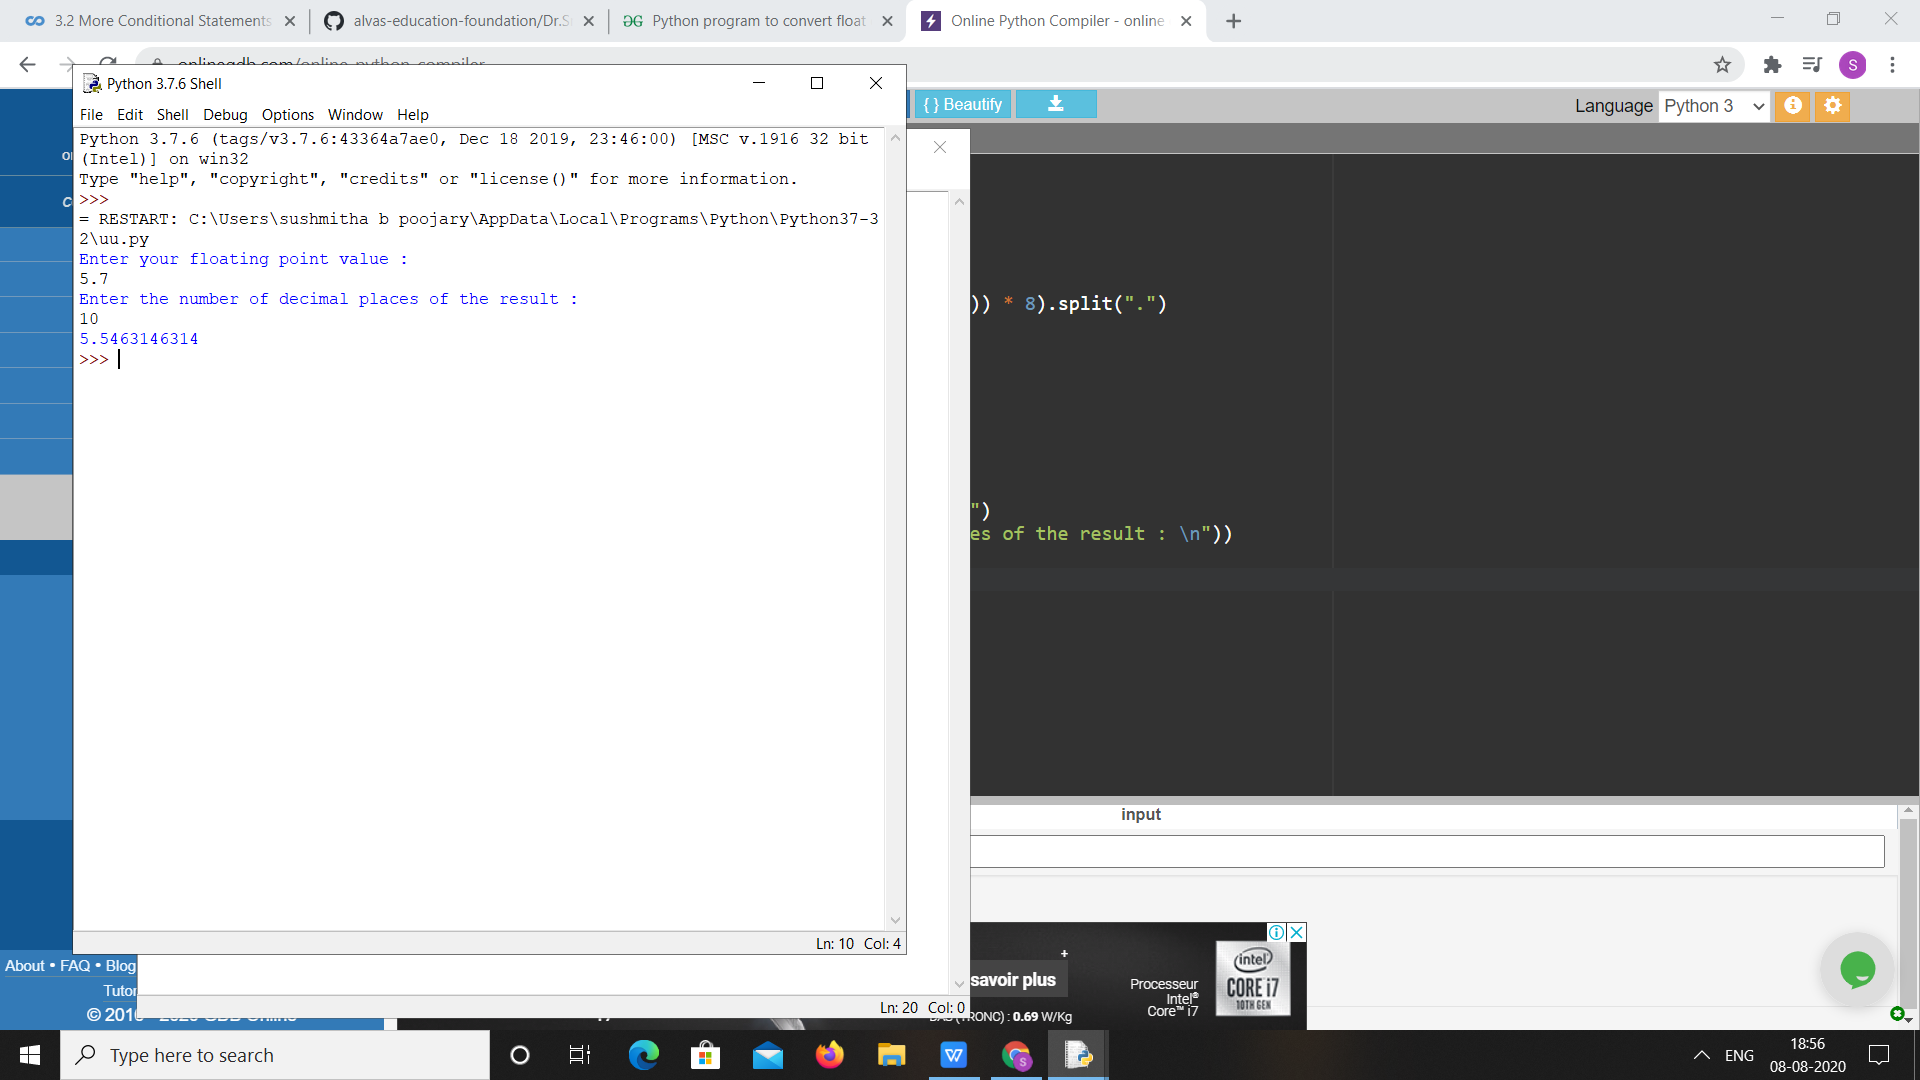 3.2 More Conditional Statements
alvas-education-foundation/Dr.S
Python program to convert float
Online Python Compiler - online
S
Python 3.7.6 Shell
File Edit Shell Debug Options Window Help
{ } Beautify
Language Python 3
Python 3.7.6 (tags/v3.7.6:43364a7ae0, Dec 18 2019, 23:46:00) [MSC v.1916 32 bit
(Intel)] on win32
Type "help", "copyright", "credits" or "license()" for more information.
>>>
= RESTART: C:\Users\sushmitha b poojary\AppData\Local\Programs\Python\Python37-3
2\uu.py
Enter your floating point value :
5.7
Enter the number of decimal places of the result :
10
5.5463146314
>>>
)) * 8).split(".")
")
es of the result : \n"))
input
Ln: 10 Col: 4
About • FAQ • Blog
Tutor
savoir plus
Processeur
Intel®
Core™ i7
intel
CORE i7
10TH GEN
Ln: 20 Col: 0
: 0.69 W/Kg
Type here to search
W
S
ENG
18:56
08-08-2020